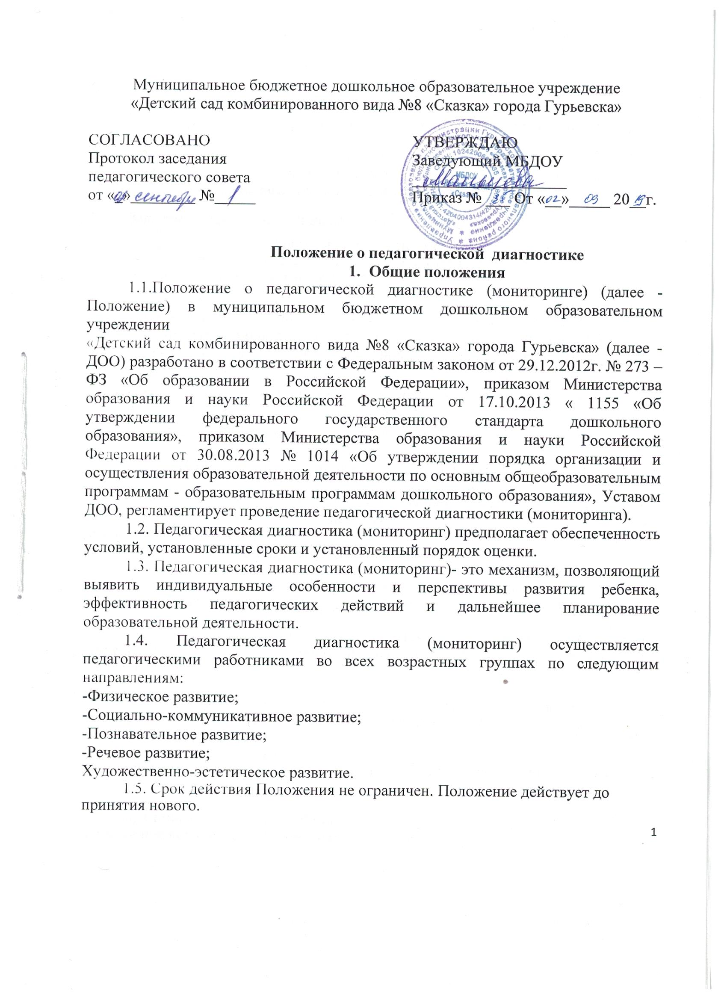 Муниципальное бюджетное дошкольное образовательное учреждение
«Детский сад комбинированного вида №8 «Сказка» города Гурьевска»
СОГЛАСОВАНО
Протокол заседания
педагогического совета
от « » сентября № 1
УТВЕРЖДАЮ
Заведующий МБДОУ
Приказ № От «02» 09 2019г.
МБДОУ
«Сказка»
Положение о педагогической диагностике
1. Общие положения
1.1.Положение о педагогической диагностике (мониторинге) (далее -
Положение) в муниципальном бюджетном дошкольном образовательном
учреждении
«Детский сад комбинированного вида №8 «Сказка» города Гурьевска» (далее -
ДОО) разработано в соответствии с Федеральным законом от 29.12.2012г. № 273 –
ФЗ «Об образовании в Российской Федерации», приказом Министерства
образования и науки Российской Федерации от 17.10.2013 « 1155 «Об
утверждении федерального государственного стандарта дошкольного
образования», приказом Министерства образования и науки Российской
Федерации от 30.08.2013 № 1014 «Об утверждении порядка организации и
осуществления образовательной деятельности по основным общеобразовательным
программам - образовательным программам дошкольного образования», Уставом
ДОО, регламентирует проведение педагогической диагностики (мониторинга).
1.2. Педагогическая диагностика (мониторинг) предполагает обеспеченность
условий, установленные сроки и установленный порядок оценки.
1.3. Педагогическая диагностика (мониторинг)- это механизм, позволяющий
выявить индивидуальные особенности и перспективы развития ребенка,
эффективность педагогических действий и дальнейшее планирование
образовательной деятельности.
1.4. Педагогическая диагностика (мониторинг) осуществляется
педагогическими работниками во всех возрастных группах по следующим
направлениям:
-Физическое развитие;
-Социально-коммуникативное развитие;
-Познавательное развитие;
-Речевое развитие;
Художественно-эстетическое развитие.
1.5. Срок действия Положения не ограничен. Положение действует до
принятия нового.
1